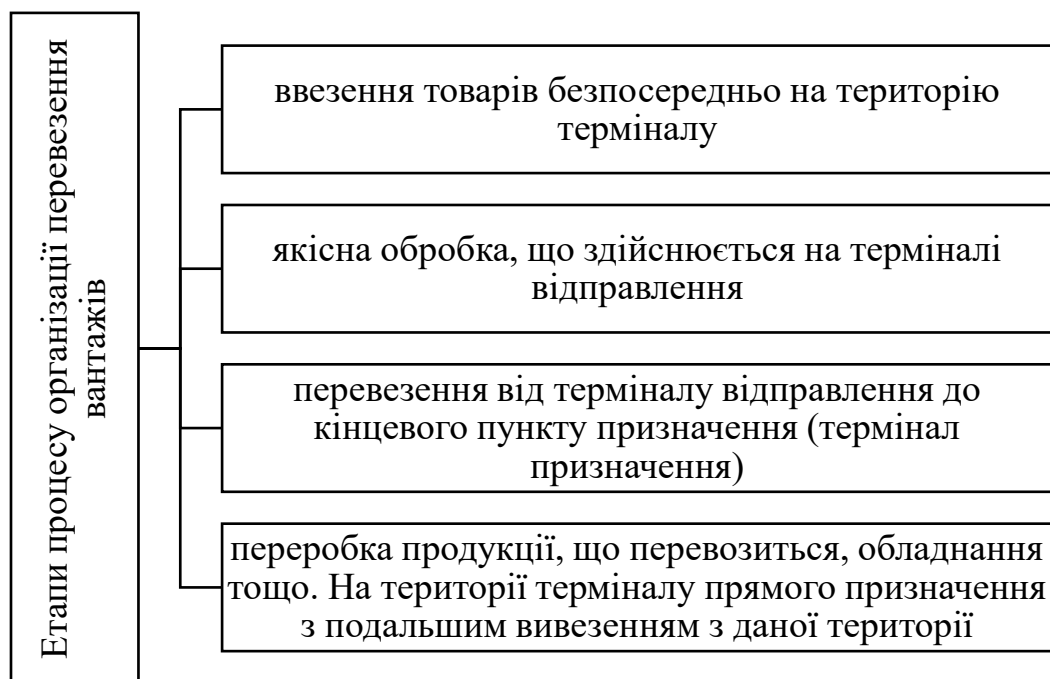 Етапи процесу організації перевезення
вантажів
ввезення товарів безпосередньо на територію
терміналу
якісна обробка, що здійснюється на терміналі
відправлення
перевезення від терміналу відправлення до
кінцевого пункту призначення (термінал
призначення)
переробка продукції, що перевозиться, обладнання
тощо. На території терміналу прямого призначення
з подальшим вивезенням з даної території